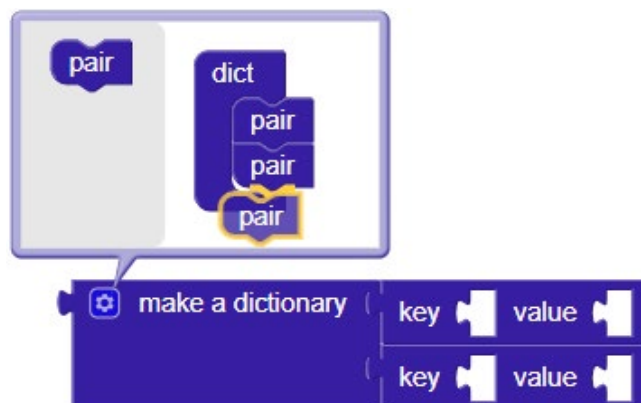 pair
dict
pair
pair
pair
make a dictionary key value
key value